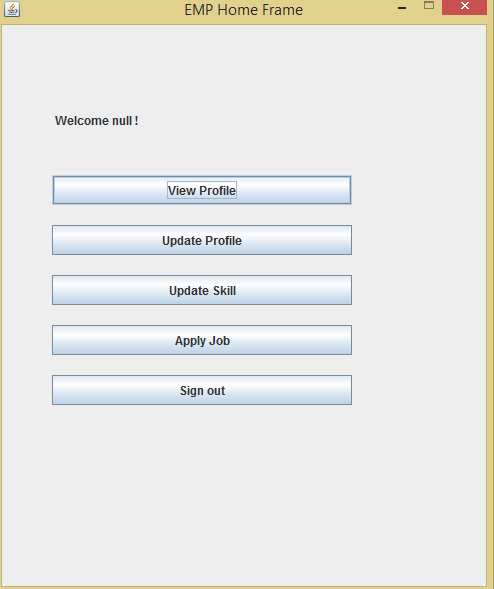 EMP Home Frame
Welcome null !
View Profile
Update Profile
Update Skill
Apply Job
Sign out